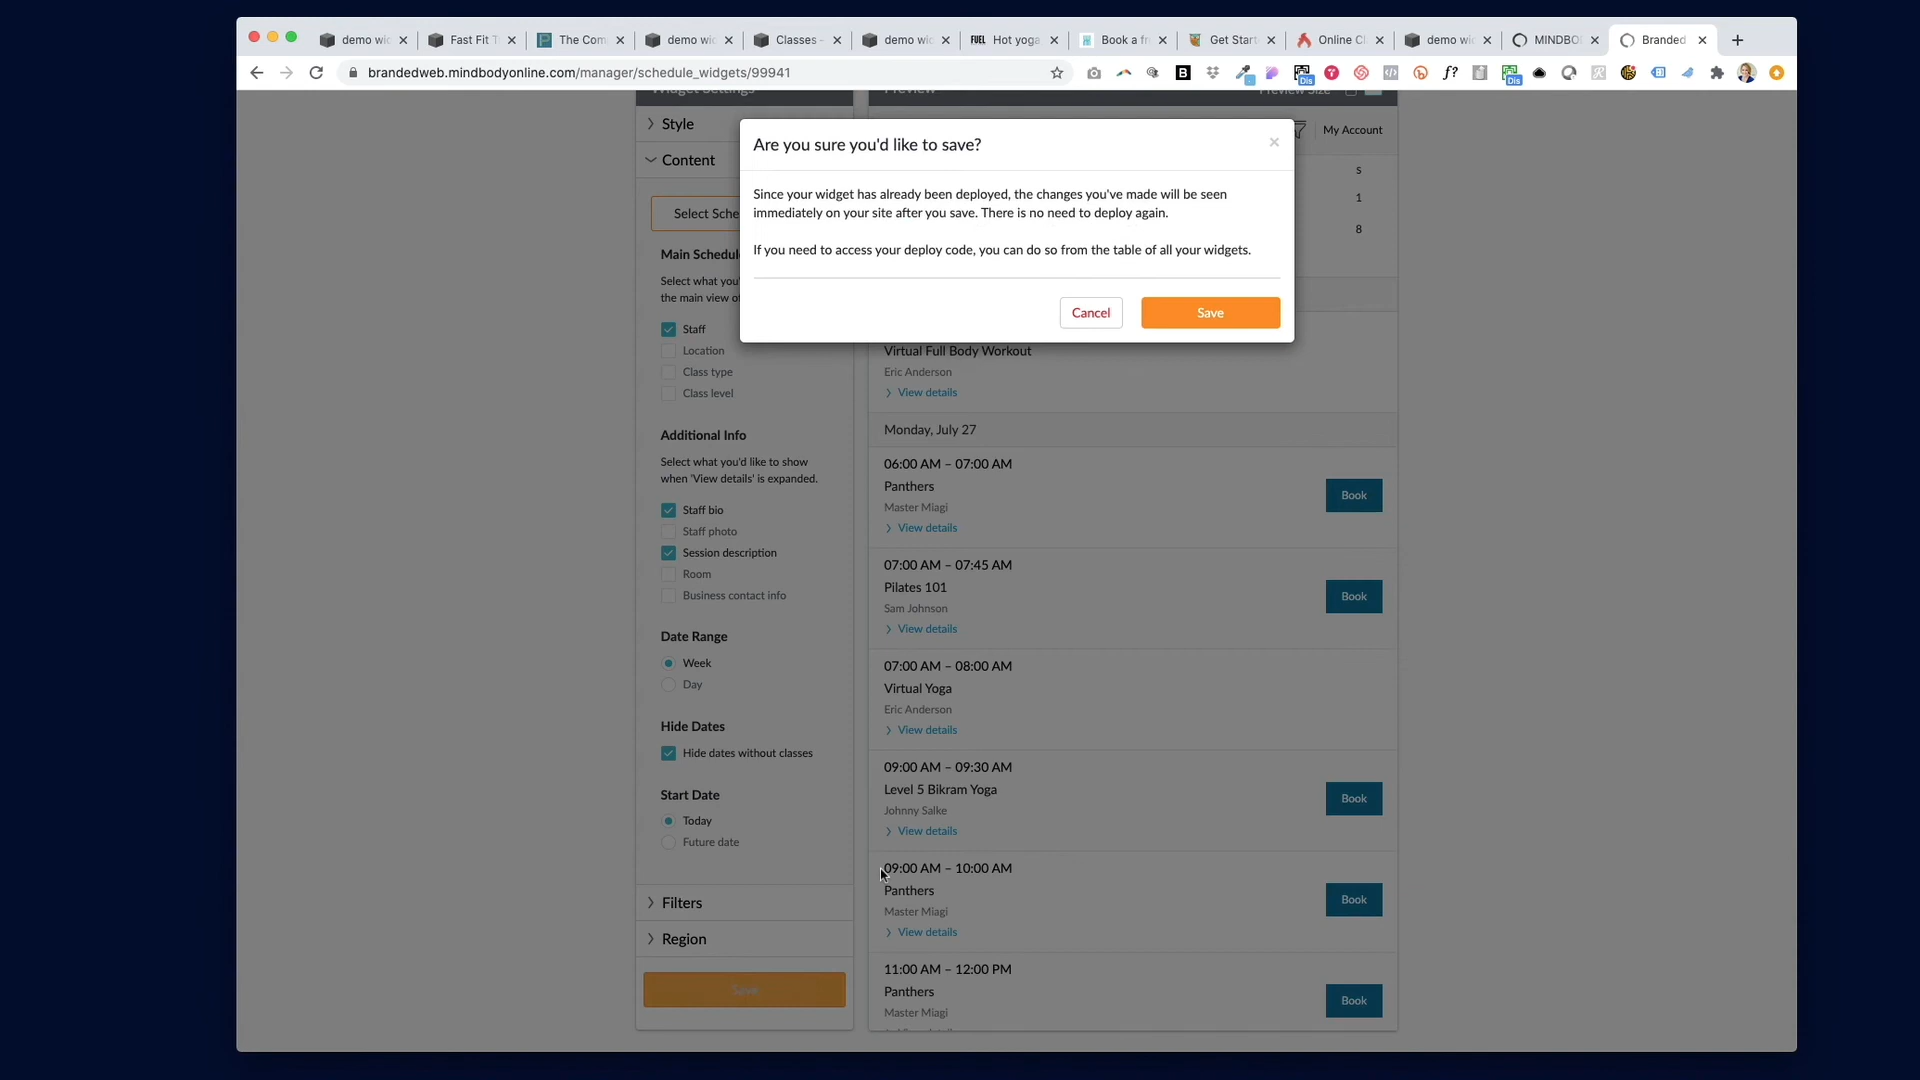 demo wi
Fast Fit T
The Com
demo wi
Classes -
demo wi
FUEL Hot yoga
Book a fr
Get Start
Online Cl
demo wi
MINDBO
Branded
brandedweb.mindbodyonline.com/manager/schedule_widgets/99941
Widget Settings
Preview
Preview Size
Style
Content
Select Sche
Main Schedul
Select what you'
the main view o
Staff
Location
Class type
Class level
Additional Info
Select what you'd like to show
when 'View details' is expanded.
Staff bio
Staff photo
Session description
Room
Business contact info
Date Range
Week
Day
Hide Dates
Hide dates without classes
Start Date
Today
Future date
Filters
Region
Save
Are you sure you'd like to save?
Since your widget has already been deployed, the changes you've made will be seen
immediately on your site after you save. There is no need to deploy again.
If you need to access your deploy code, you can do so from the table of all your widgets.
Cancel
Save
My Account
S
1
8
Virtual Full Body Workout
Eric Anderson
View details
Monday, July 27
06:00 AM – 07:00 AM
Panthers
Master Miagi
View details
Book
07:00 AM – 07:45 AM
Pilates 101
Sam Johnson
View details
Book
07:00 AM – 08:00 AM
Virtual Yoga
Eric Anderson
View details
09:00 AM – 09:30 AM
Level 5 Bikram Yoga
Johnny Salke
View details
Book
09:00 AM – 10:00 AM
Panthers
Master Miagi
View details
Book
11:00 AM – 12:00 PM
Panthers
Master Miagi
Book